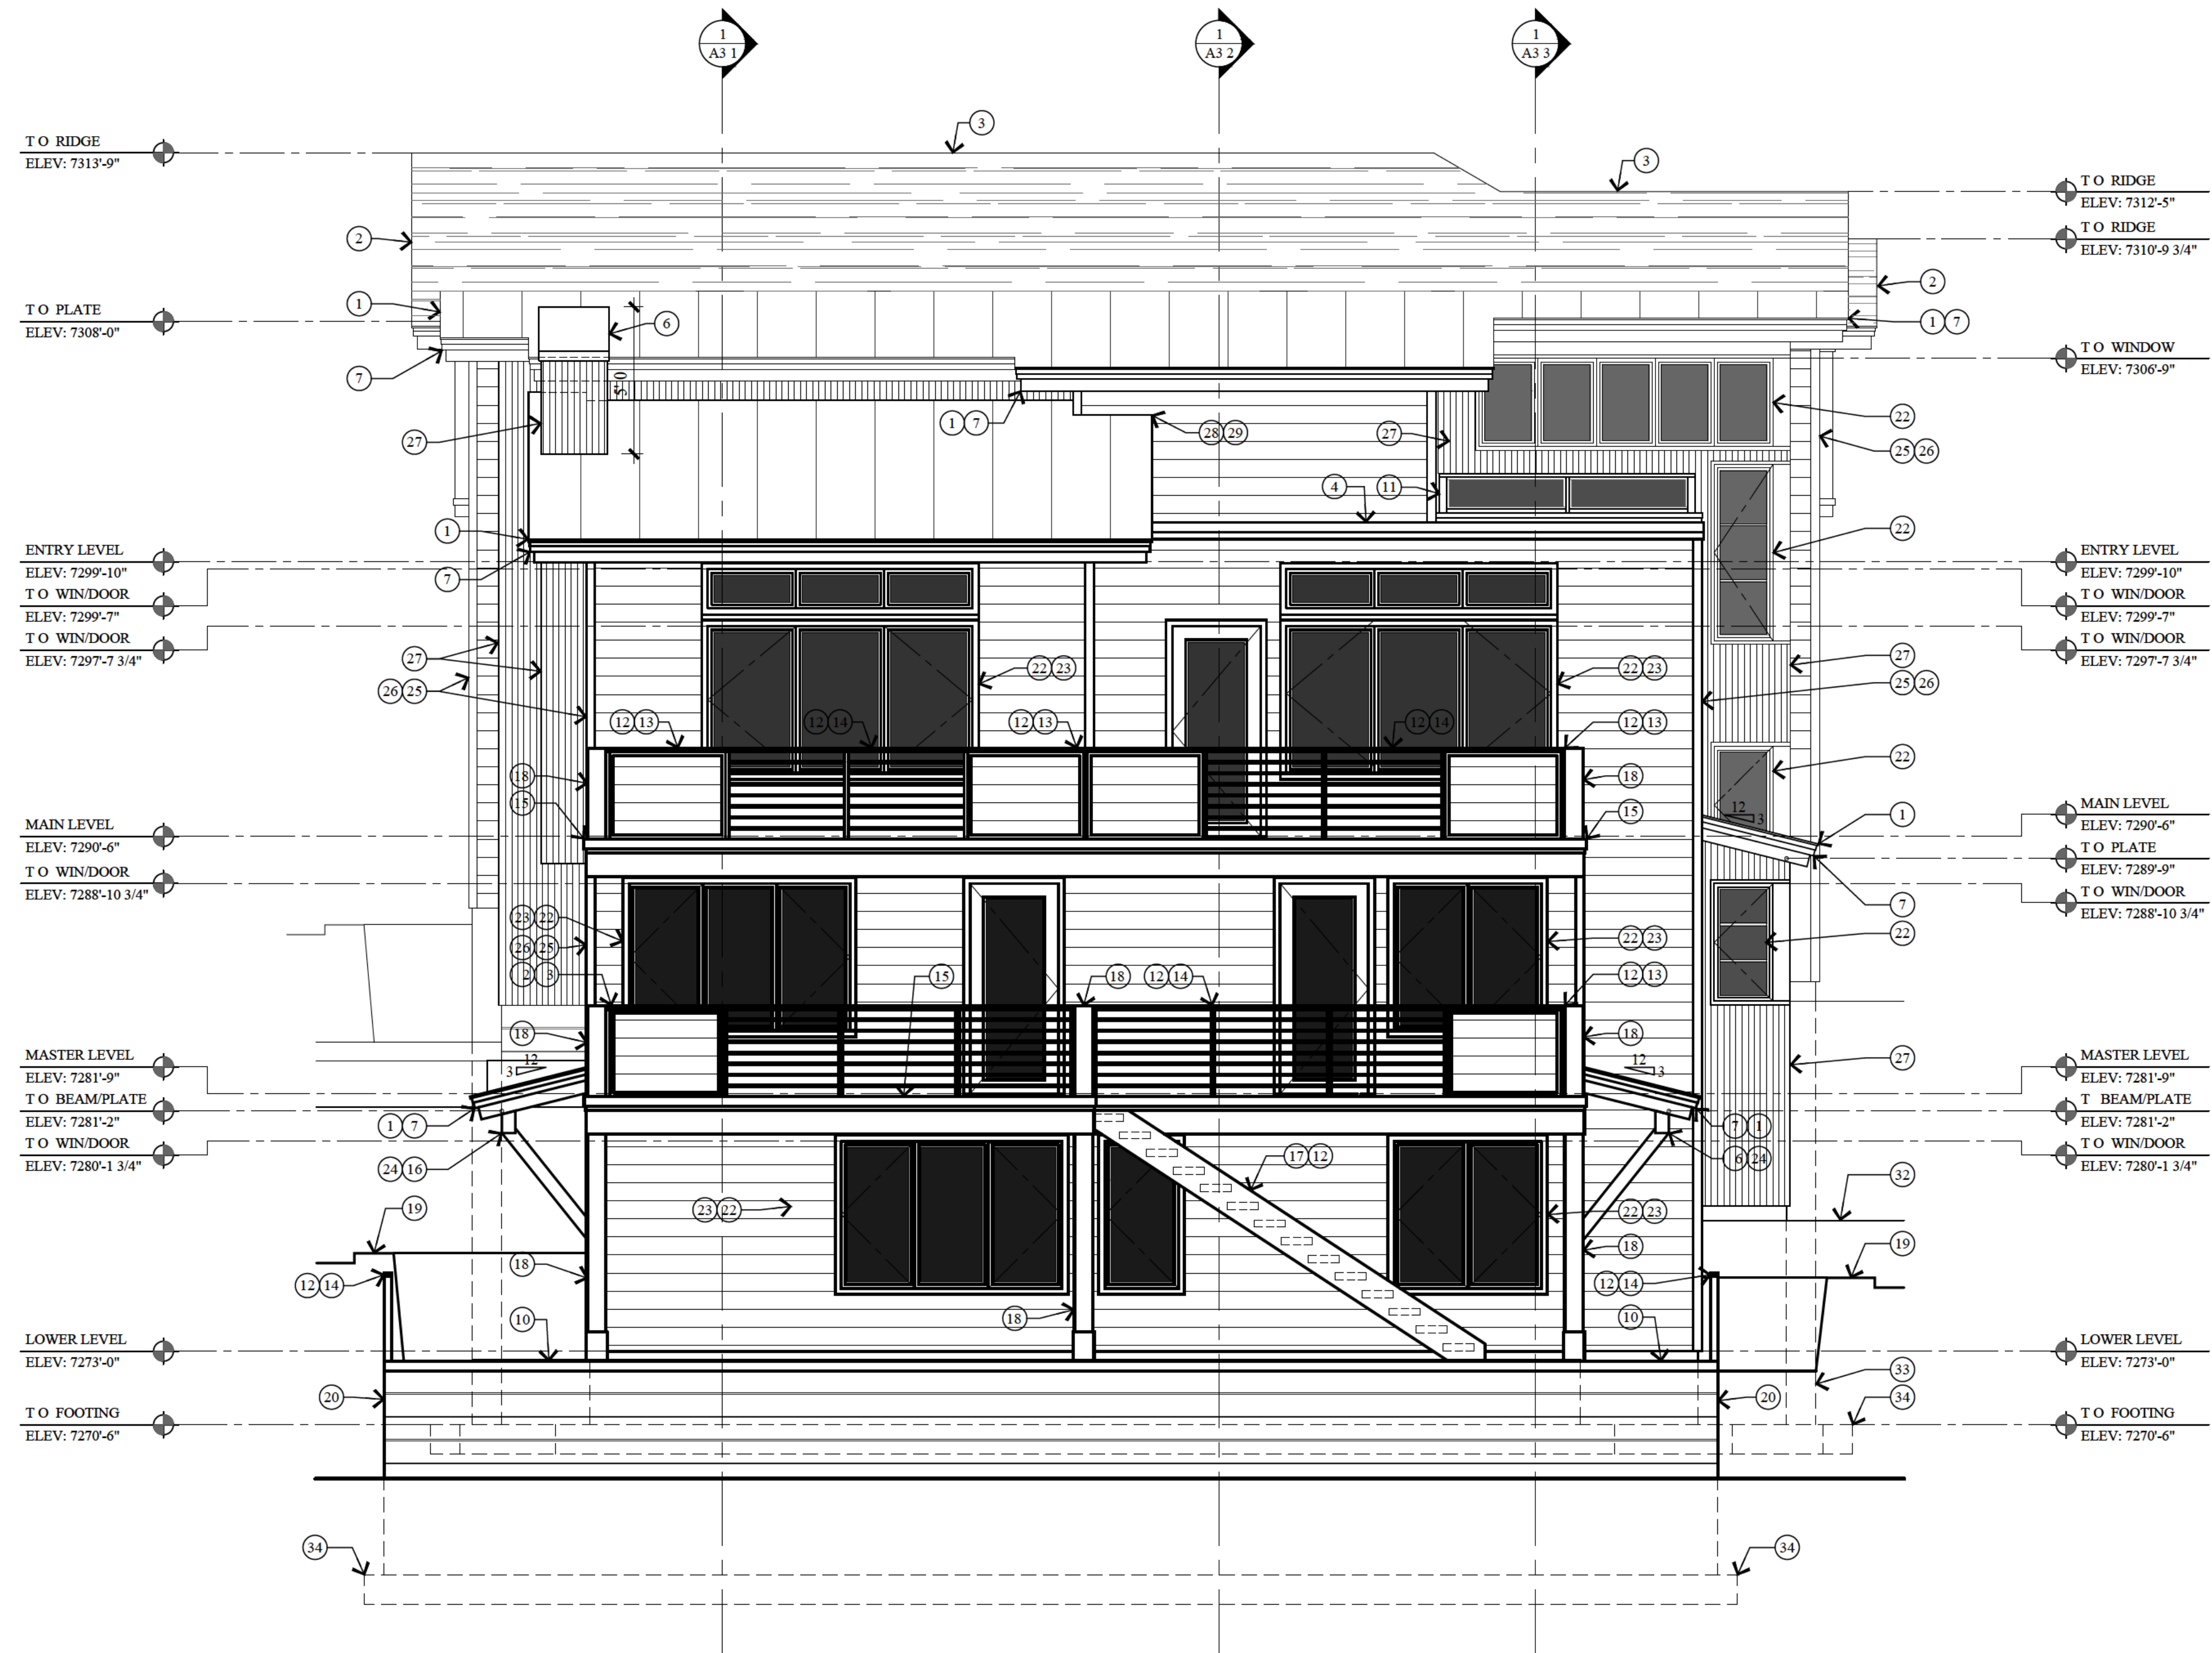 1
A3 1
1
A3 2
1
A3 3
3
T O RIDGE
ELEV: 7313'-9"
3
T O RIDGE
ELEV: 7312'-5"
T O RIDGE
ELEV: 7310'-9 3/4"
2
2
1
T O PLATE
ELEV: 7308'-0"
6
1 7
T O WINDOW
ELEV: 7306'-9"
7
5' 0
22
1 7
28 29
27
27
25 26
4
11
1
22
ENTRY LEVEL
ELEV: 7299'-10"
ENTRY LEVEL
ELEV: 7299'-10"
7
T O WIN/DOOR
ELEV: 7299'-7"
T O WIN/DOOR
ELEV: 7299'-7"
T O WIN/DOOR
ELEV: 7297'-7 3/4"
T O WIN/DOOR
ELEV: 7297'-7 3/4"
27
22 23
22 23
27
26 25
25 26
12 13
12 14
12 13
12 14
12 13
22
18
18
15
15
12
3
1
MAIN LEVEL
ELEV: 7290'-6"
MAIN LEVEL
ELEV: 7290'-6"
T O PLATE
ELEV: 7289'-9"
T O WIN/DOOR
ELEV: 7288'-10 3/4"
T O WIN/DOOR
ELEV: 7288'-10 3/4"
7
23 22
22 23
22
26 25
2 3
15
18
12 14
12 13
18
18
12
3
12
3
27
MASTER LEVEL
ELEV: 7281'-9"
MASTER LEVEL
ELEV: 7281'-9"
T O BEAM/PLATE
ELEV: 7281'-2"
T BEAM/PLATE
ELEV: 7281'-2"
1 7
7 1
T O WIN/DOOR
ELEV: 7280'-1 3/4"
T O WIN/DOOR
ELEV: 7280'-1 3/4"
24 16
17 12
6 24
32
19
23 22
22 23
18
18
19
12 14
12 14
10
18
10
LOWER LEVEL
ELEV: 7273'-0"
LOWER LEVEL
ELEV: 7273'-0"
33
20
20
34
T O FOOTING
ELEV: 7270'-6"
T O FOOTING
ELEV: 7270'-6"
34
34